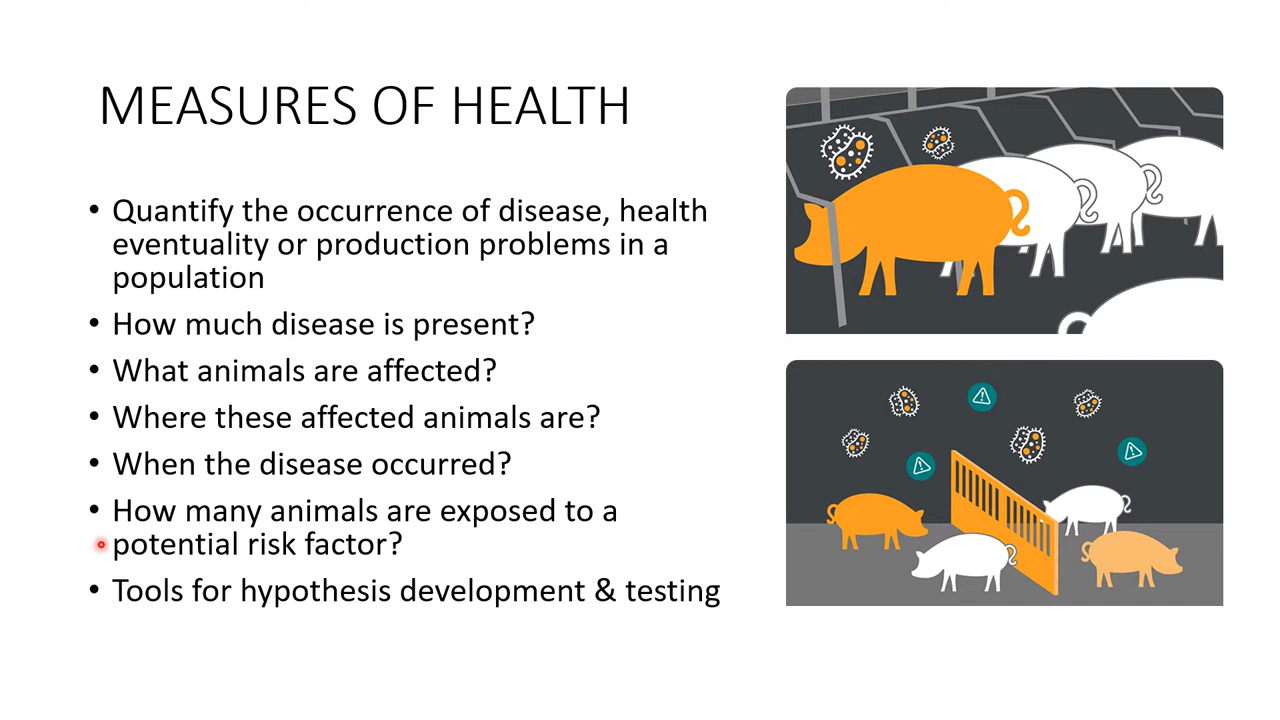 MEASURES OF HEALTH
• Quantify the occurrence of disease, health
eventuality or production problems in a
population
• How much disease is present?
• What animals are affected?
• Where these affected animals are?
• When the disease occurred?
• How many animals are exposed to a
potential risk factor?
• Tools for hypothesis development & testing